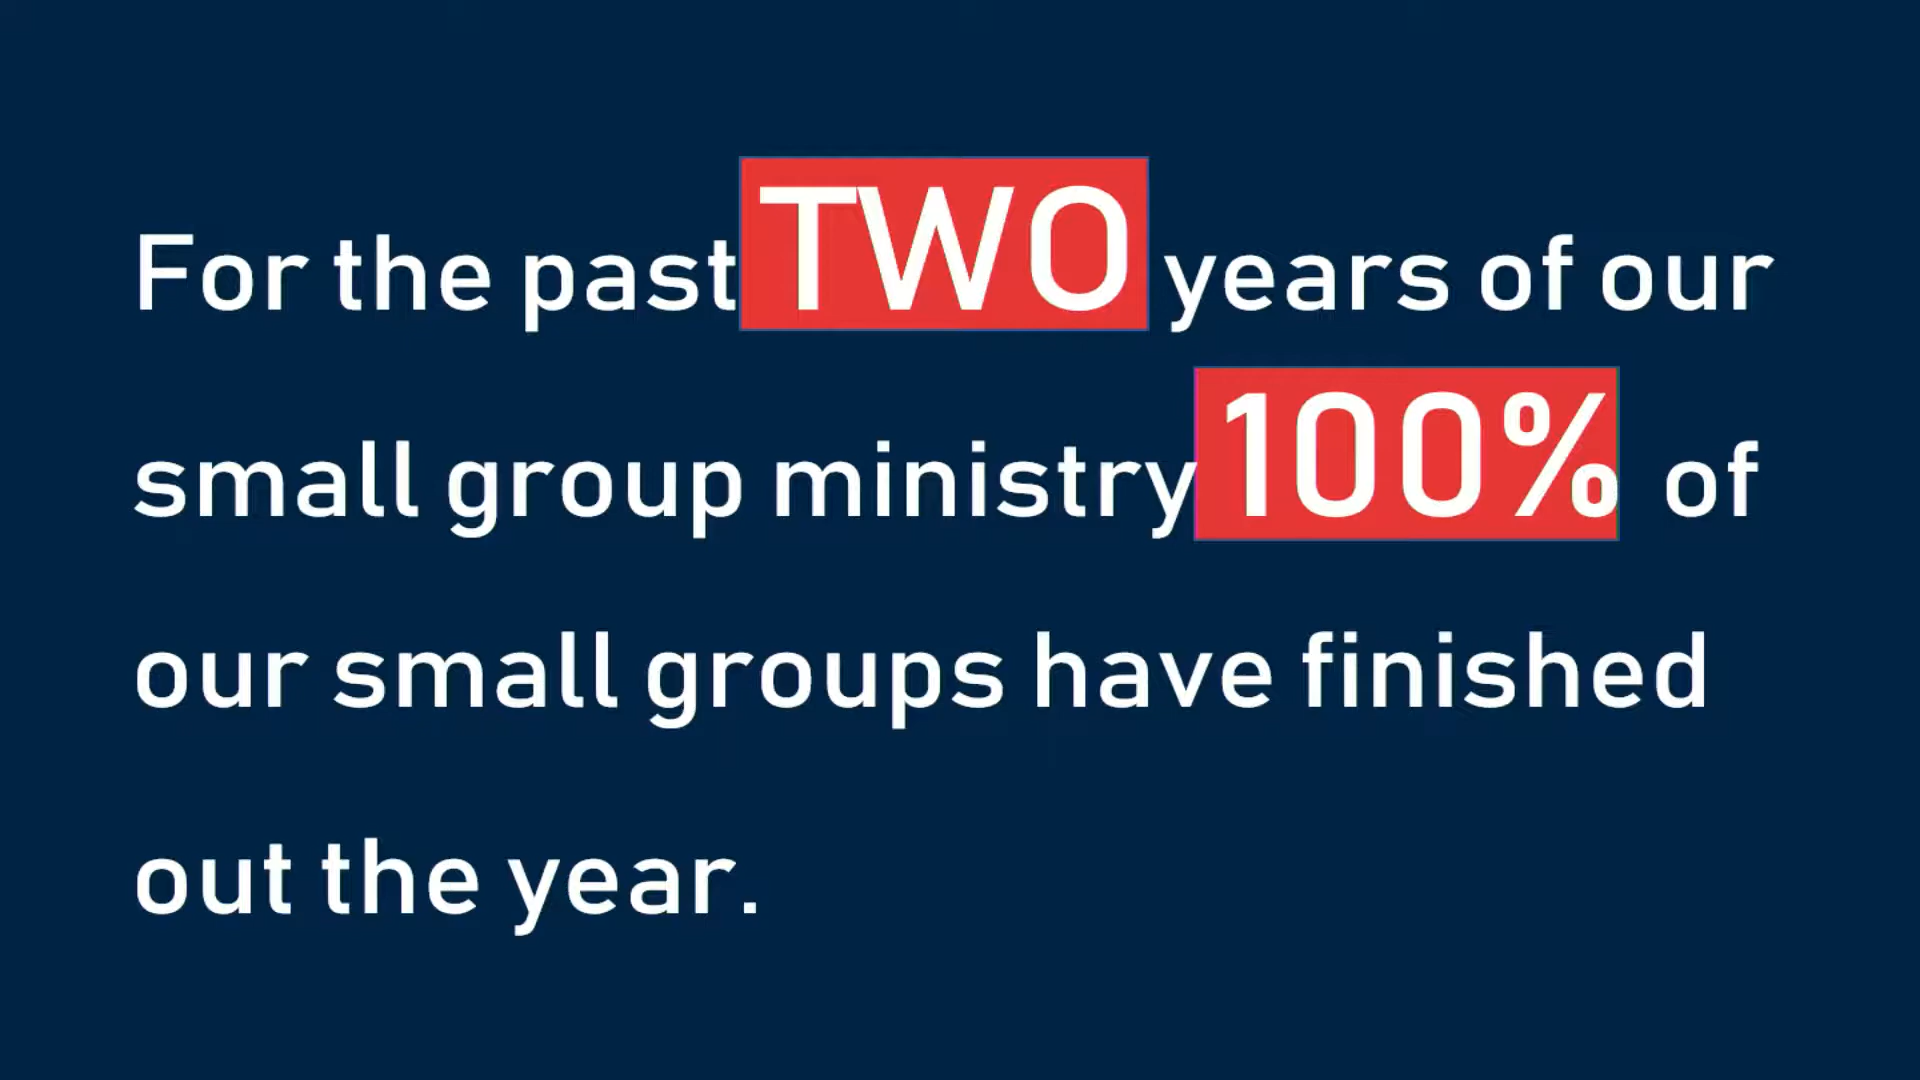 For the past TWO years of our
small group ministry 100% of
our small groups have finished
out the year.